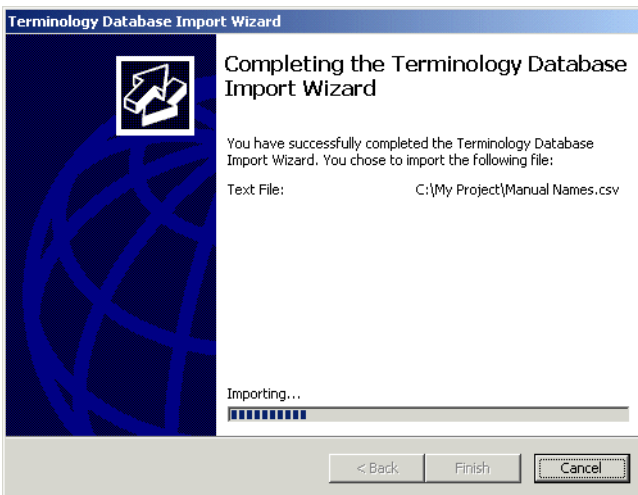 Terminology Database Import Wizard
Completing the Terminology Database
Import Wizard
You have successfully completed the Terminology Database
Import Wizard. You chose to import the following file:
Text File: C:\My Project\Manual Names.csv
Importing...
< Back Finish Cancel